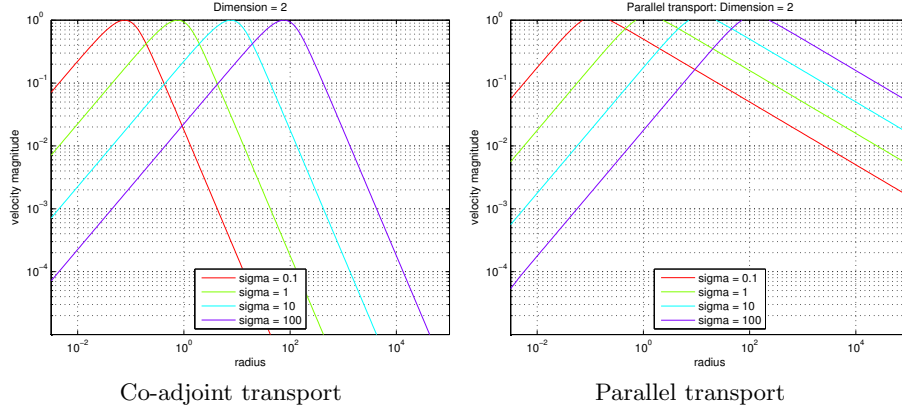 Dimension = 2
10^0
10^-1
10^-2
10^-3
10^-4
velocity magnitude
sigma = 0.1
sigma = 1
sigma = 10
sigma = 100
10^-2
10^0
10^2
10^4
radius
Co-adjoint transport
Parallel transport: Dimension = 2
10^0
10^-1
10^-2
10^-3
10^-4
velocity magnitude
sigma = 0.1
sigma = 1
sigma = 10
sigma = 100
10^-2
10^0
10^2
10^4
radius
Parallel transport